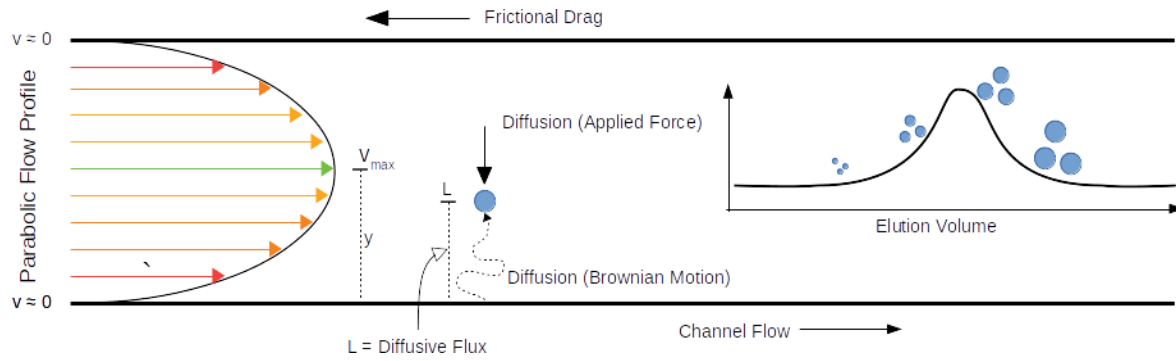 Frictional Drag
v ≈ 0
Parabolic Flow Profile
v ≈ 0
Vmax
y
L
Diffusion (Applied Force)
Diffusion (Brownian Motion)
L = Diffusive Flux
Channel Flow
Elution Volume
`